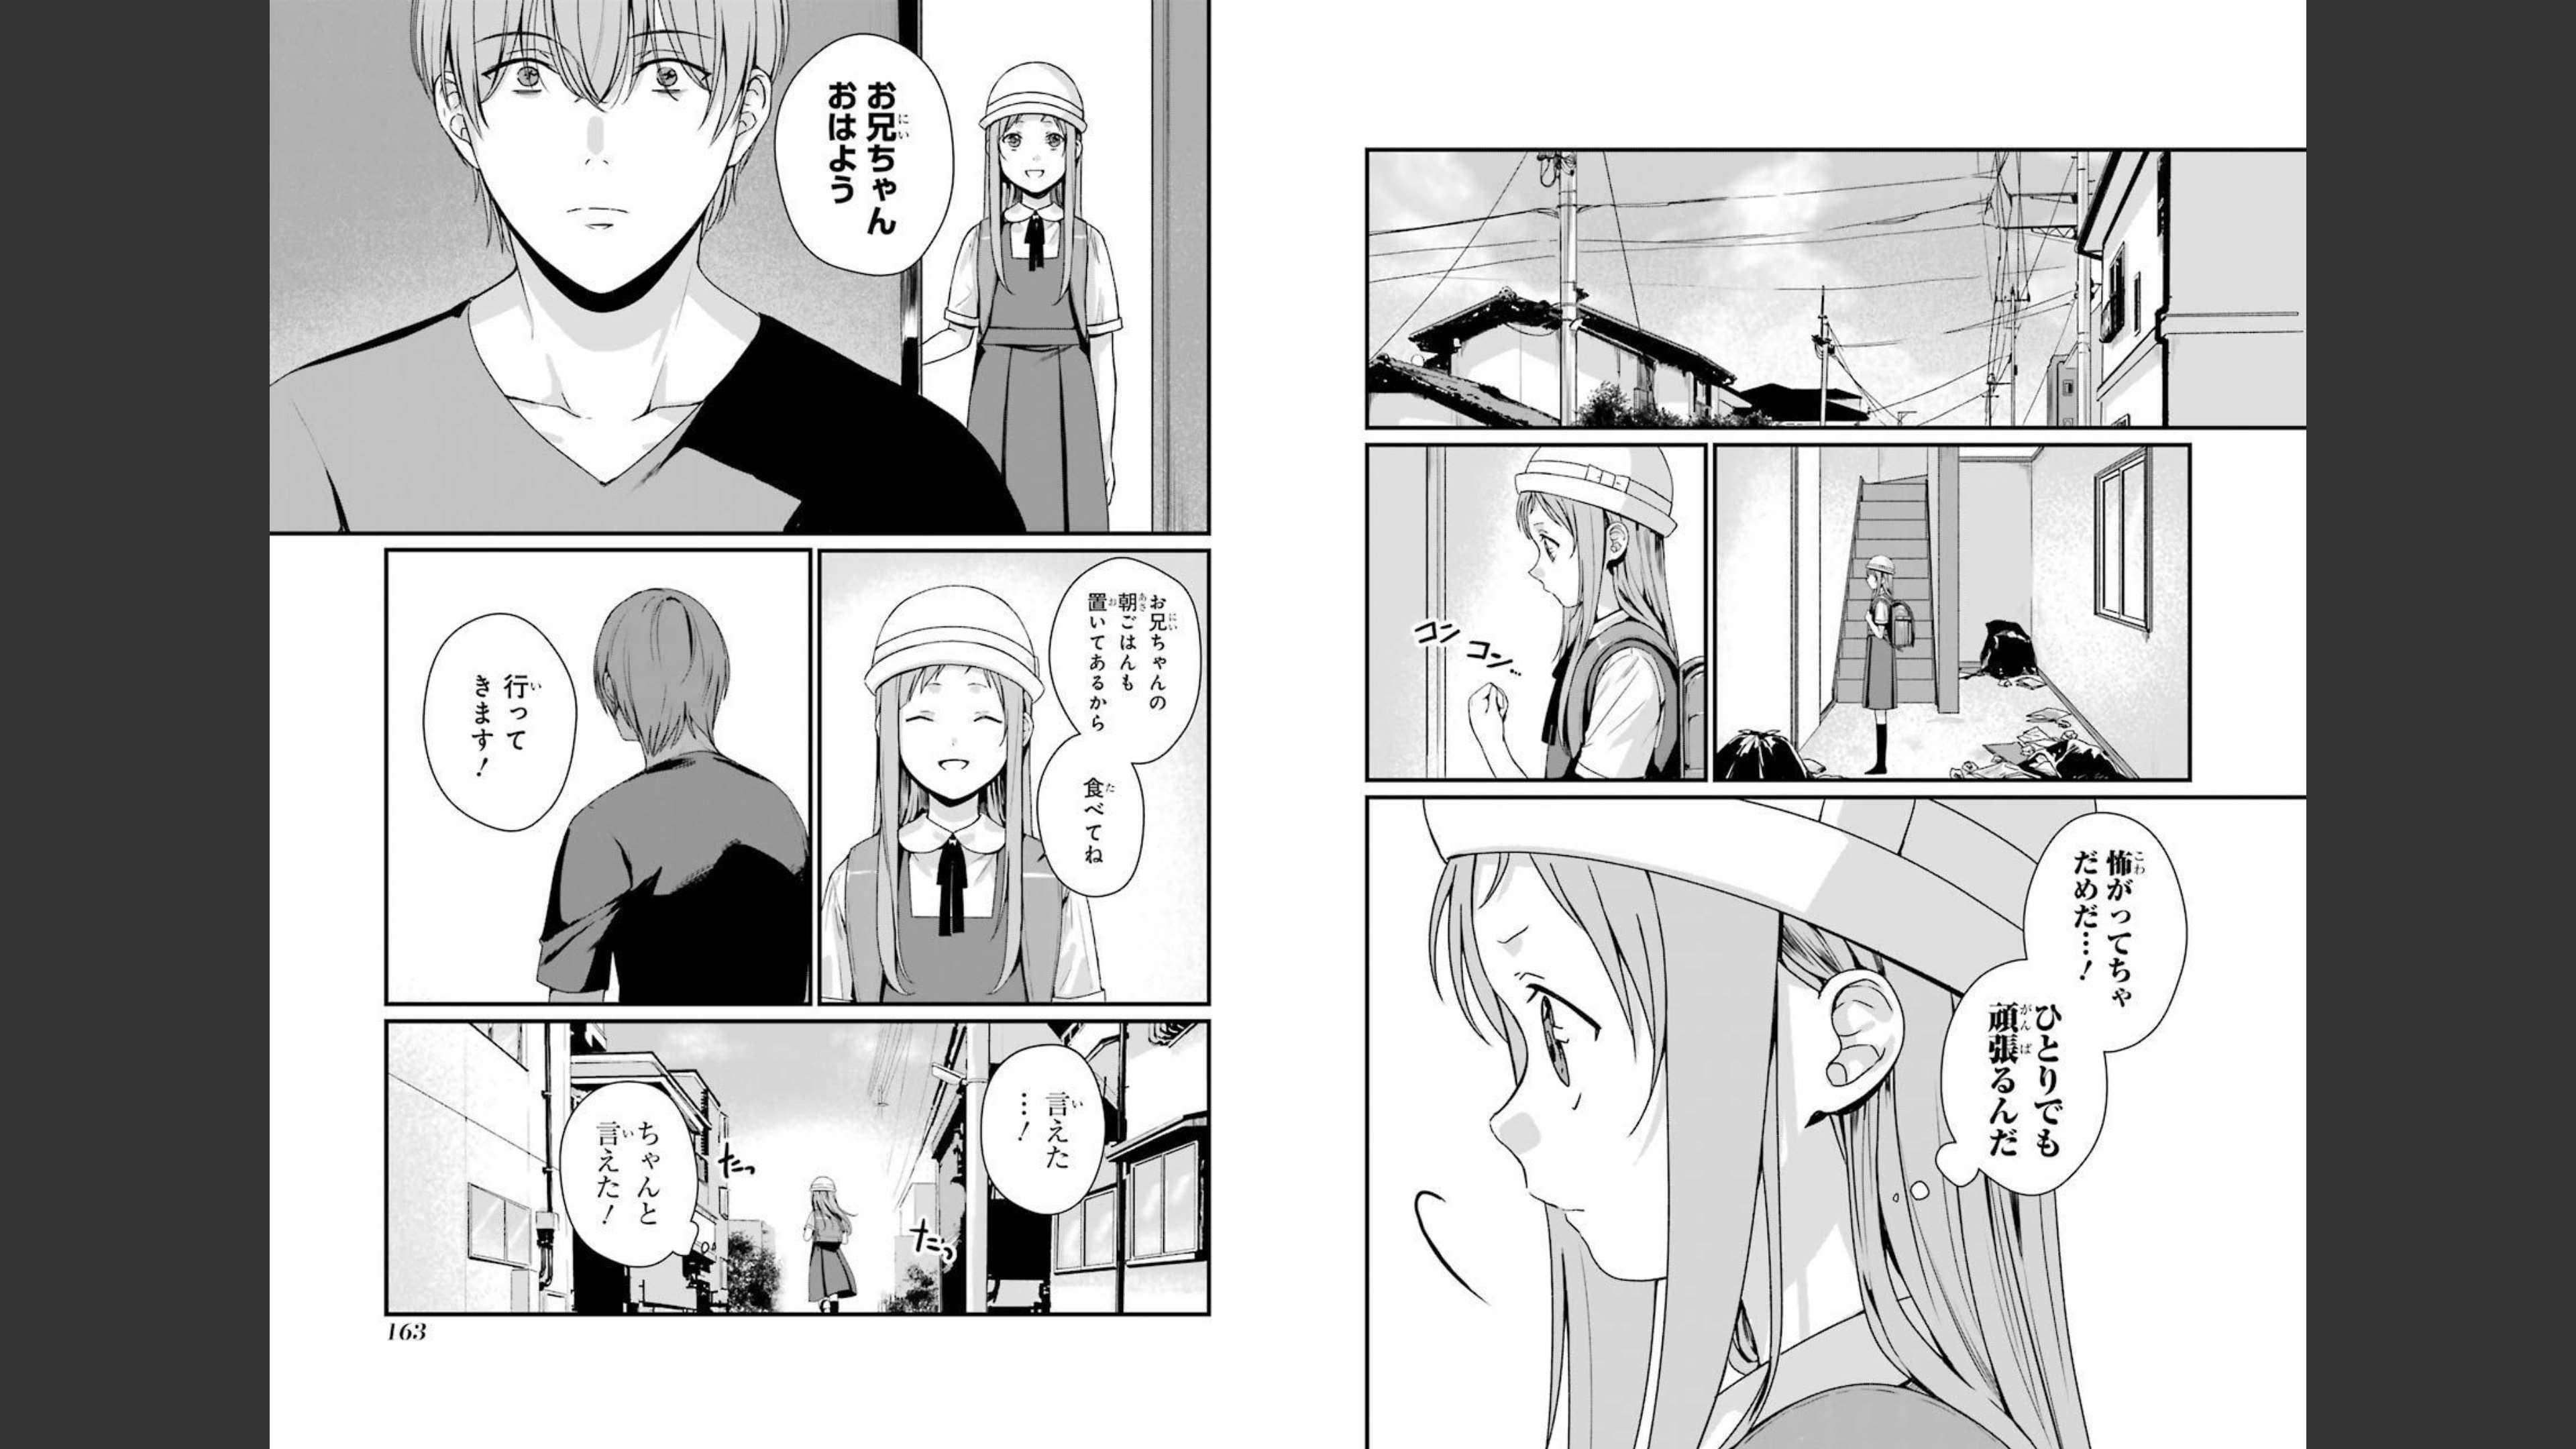 コン
コン…
怖がってちゃ
だめだ…！
ひとりでも
頑張るんだ
お兄ちゃん
おはよう
お兄ちゃんの
朝ごはんも
置いてあるから
食べてね
行って
きます！
言えた
…！
たっ
たっ
ちゃんと
言えた！
163